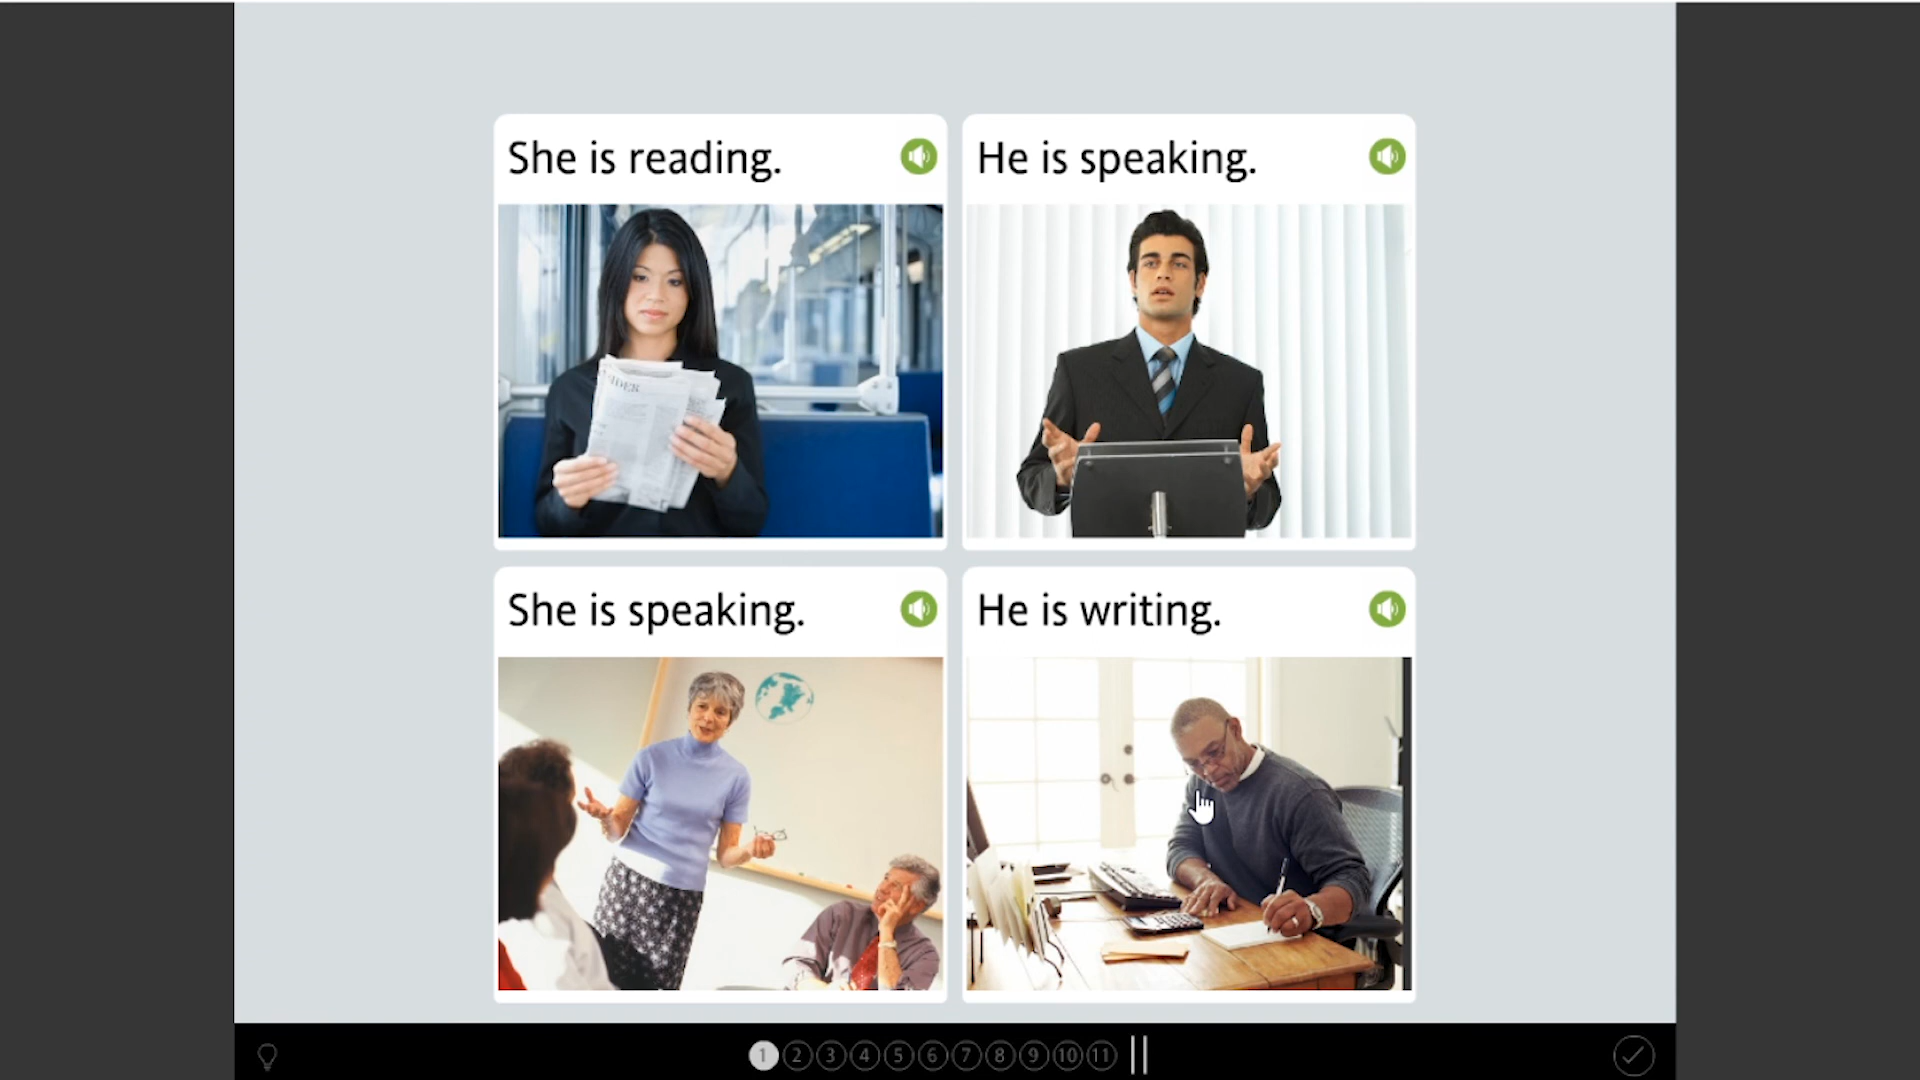 She is reading.
He is speaking.
IDER
She is speaking.
He is writing.
1 2 3 4 5 6 7 8 9 10 11